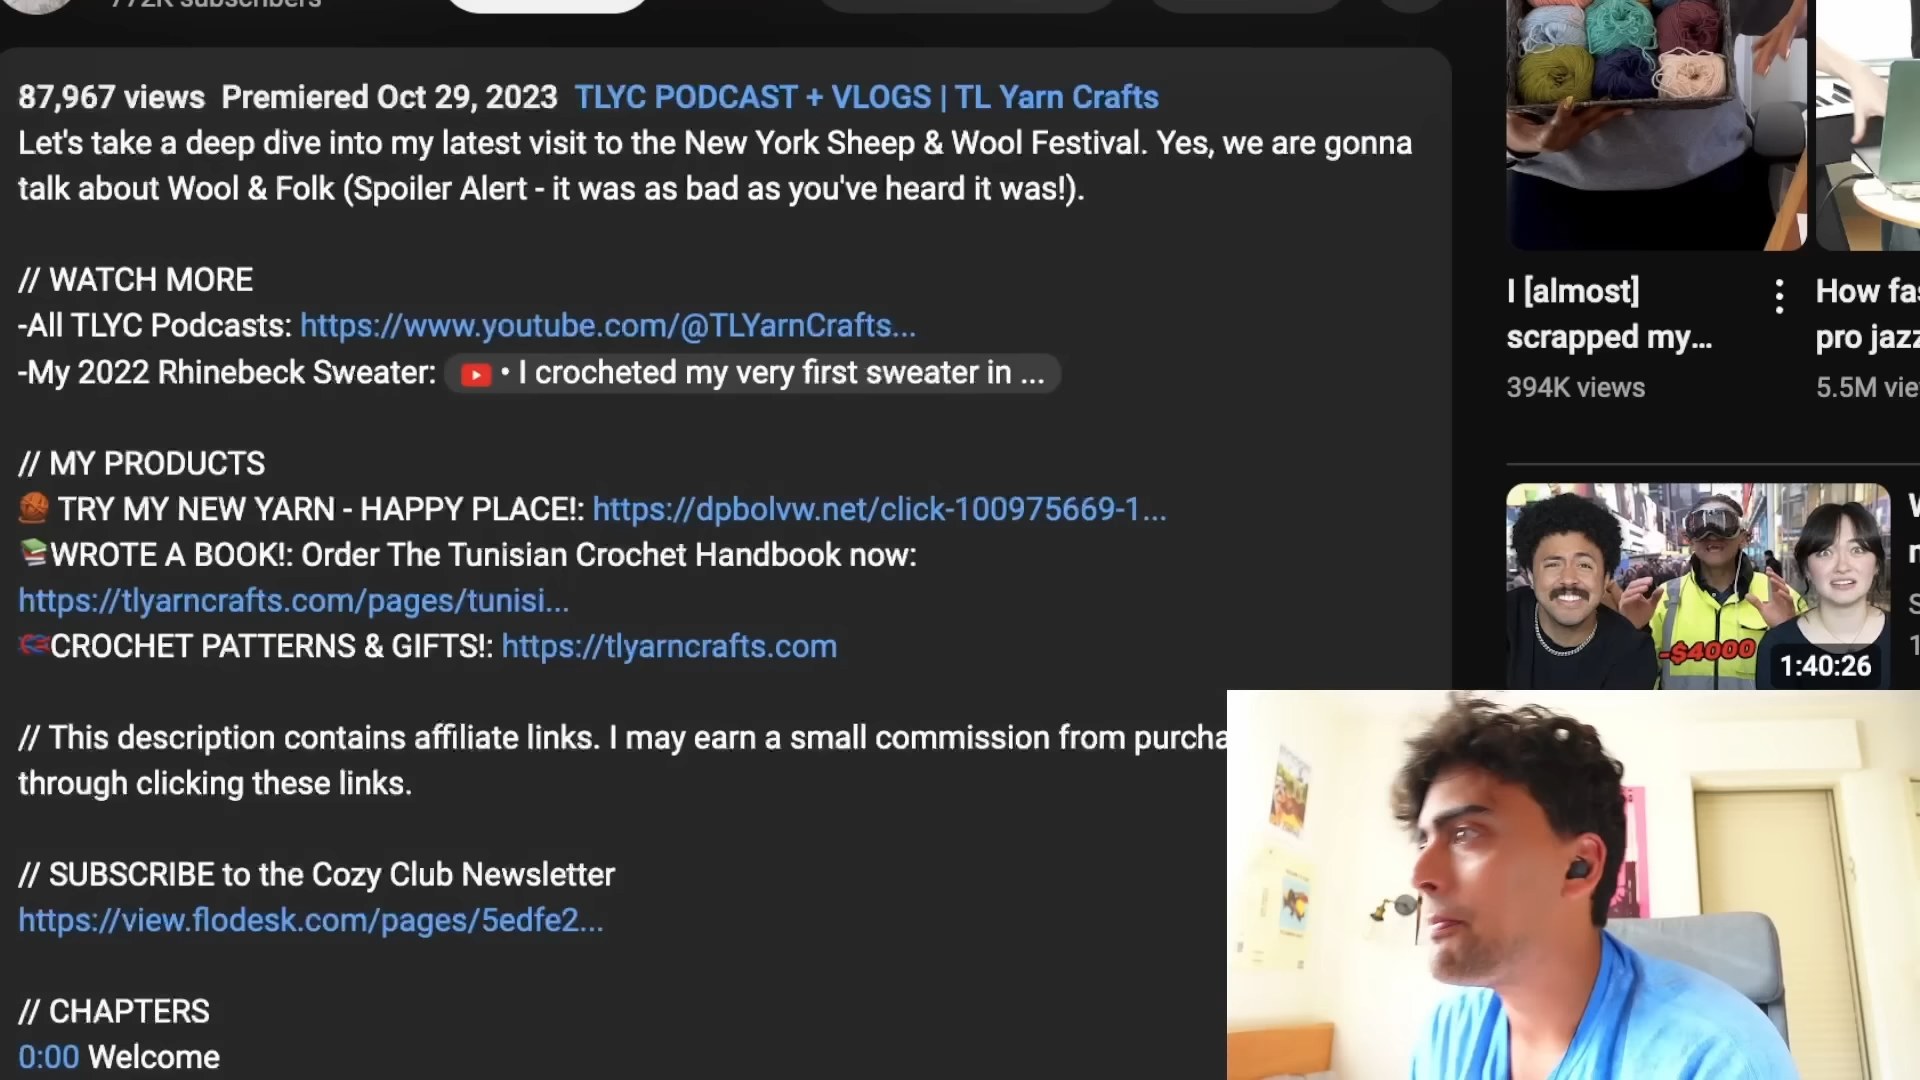 772K subscribers
87,967 views Premiered Oct 29, 2023 TLYC PODCAST + VLOGS | TL Yarn Crafts
Let's take a deep dive into my latest visit to the New York Sheep & Wool Festival. Yes, we are gonna
talk about Wool & Folk (Spoiler Alert - it was as bad as you've heard it was!).
// WATCH MORE
-All TLYC Podcasts: https://www.youtube.com/@TLYarnCrafts...
-My 2022 Rhinebeck Sweater: • I crocheted my very first sweater in ...
// MY PRODUCTS
TRY MY NEW YARN - HAPPY PLACE!: https://dpbolvw.net/click-100975669-1...
WROTE A BOOK!: Order The Tunisian Crochet Handbook now:
https://tlyarncrafts.com/pages/tunisi...
CROCHET PATTERNS & GIFTS!: https://tlyarncrafts.com
// This description contains affiliate links. I may earn a small commission from purcha
through clicking these links.
// SUBSCRIBE to the Cozy Club Newsletter
https://view.flodesk.com/pages/5edfe2...
// CHAPTERS
0:00 Welcome
I [almost]
scrapped my...
394K views
How fas
pro jazz
5.5M vie
-$4000
1:40:26